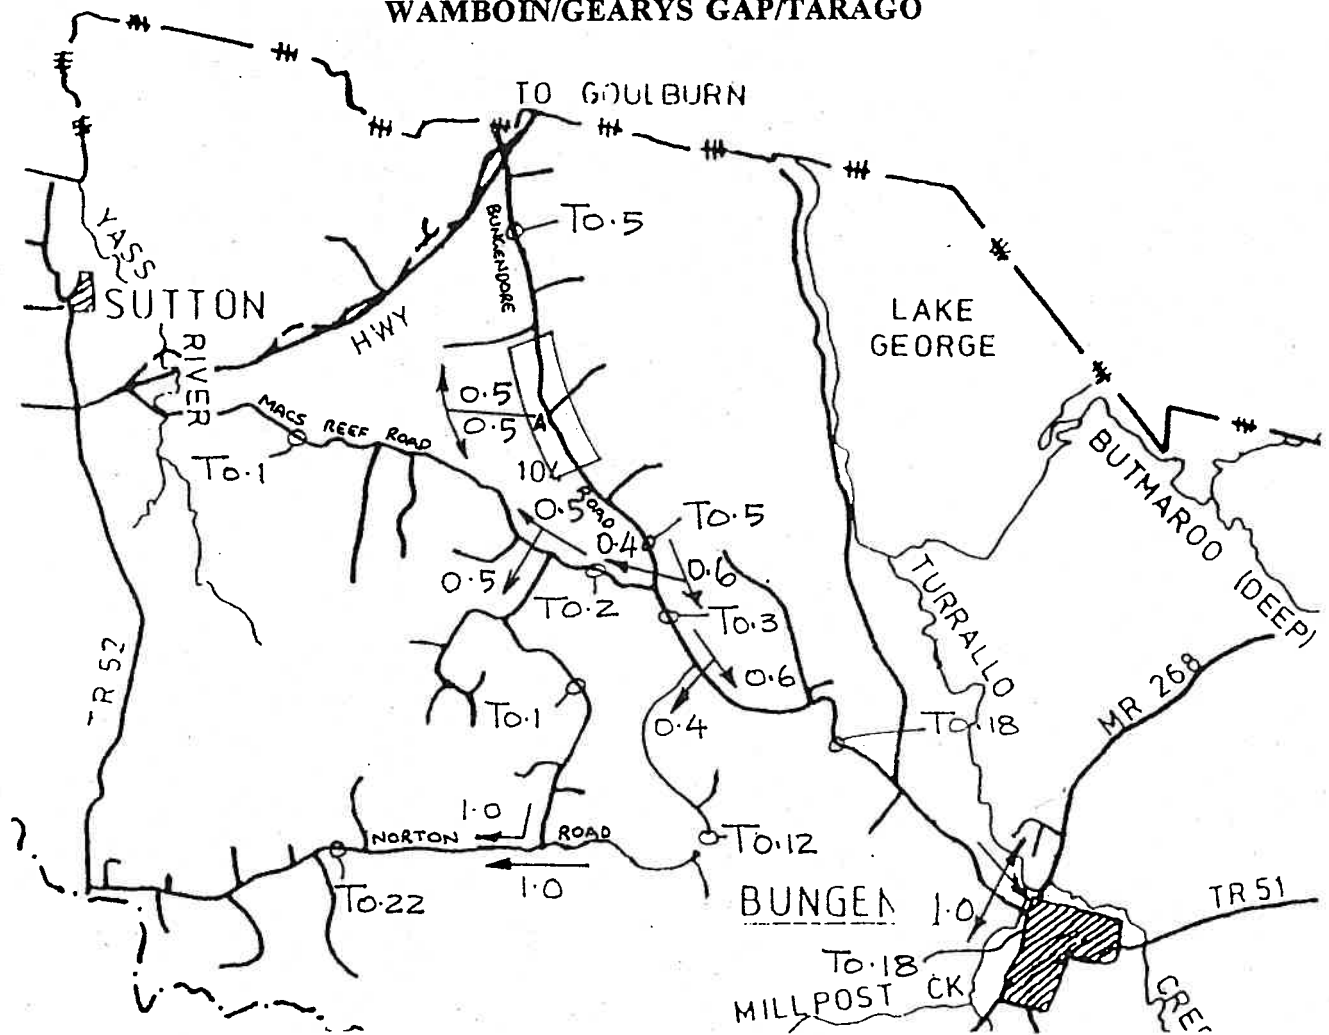 WAMBOIN/GEARYS GAP/TARAGO
TO GOULBURN
YASS
RIVER
SUTTON
HWY
BUNGENDORE
ROAD
TO.5
LAKE
GEORGE
MACS REEF ROAD
TO.1
0.5
0.5
A
10/
TO.5
0.5
0.4
0.6
0.5
TO.2
TO.3
BUTMAROO (DEEP)
TURRALLO
0.6
0.4
TO.1
TR 52
TO.18
MR 268
1.0
NORTON ROAD
1.0
TO.12
TO.22
BUNGEN
1.0
TR 51
TO.18
MILLPOST CK
CREE